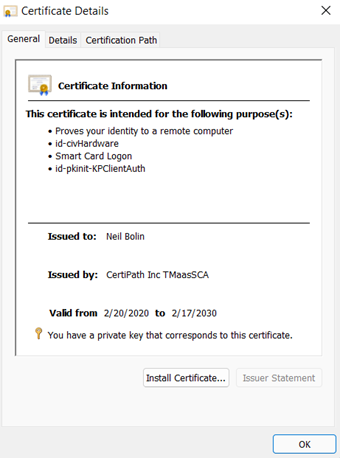 Certificate Details
General Details Certification Path
Certificate Information
This certificate is intended for the following purpose(s):
• Proves your identity to a remote computer
• id-civHardware
• Smart Card Logon
• id-pkinit-KPClientAuth
Issued to: Neil Bolin
Issued by: CertiPath Inc TMaasSCA
Valid from 2/20/2020 to 2/17/2030
You have a private key that corresponds to this certificate.
Install Certificate... Issuer Statement
OK